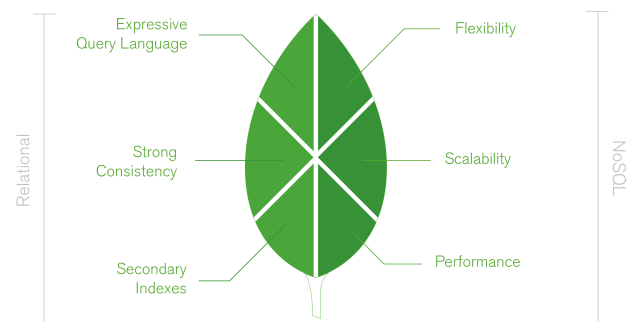 Relational
Expressive
Query Language
Strong
Consistency
Secondary
Indexes
Flexibility
Scalability
Performance
NoSQL